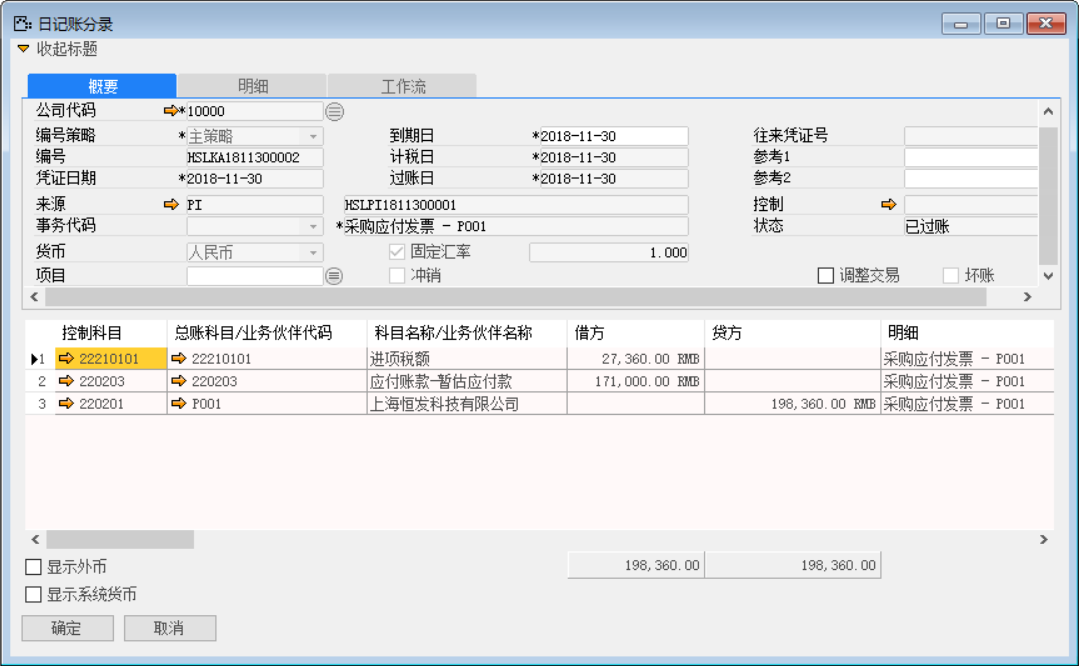 日记账分录
收起标题
概要 明细 工作流
公司代码 *10000
编号策略 *主策略 到期日 *2018-11-30 往来凭证号
编号 HSLKA1811300002 计税日 *2018-11-30 参考1
凭证日期 *2018-11-30 过账日 *2018-11-30 参考2
来源 PI HSLPI1811300001 控制
事务代码 *采购应付发票 - P001 状态 已过账
货币 人民币 固定汇率 1.000
项目 冲销 调整交易 坏账
控制科目 总账科目/业务伙伴代码 科目名称/业务伙伴名称 借方 贷方 明细
1 22210101 22210101 进项税额 27,360.00 RMB 采购应付发票 - P001
2 220203 220203 应付账款-暂估应付款 171,000.00 RMB 采购应付发票 - P001
3 220201 P001 上海恒发科技有限公司 198,360.00 RMB 采购应付发票 - P001
显示外币 198,360.00 198,360.00
显示系统货币
确定 取消